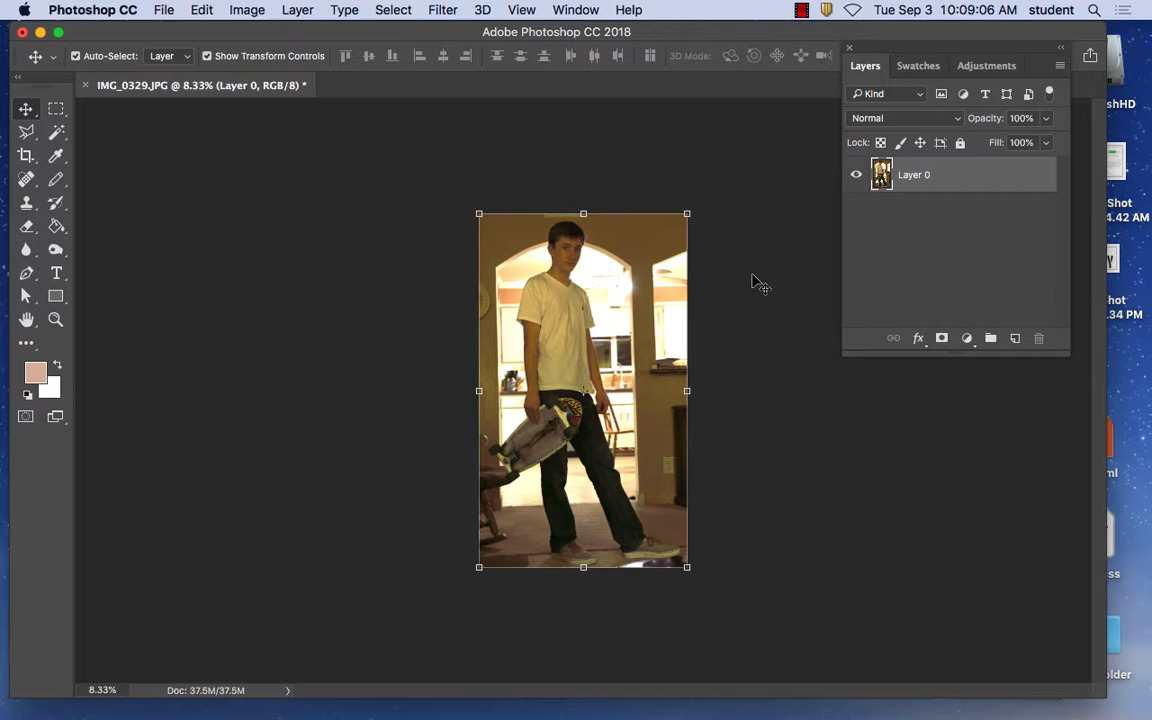 Photoshop CC File Edit Image Layer Type Select Filter 3D View Window Help Tue Sep 3 10:09:06 AM student
Adobe Photoshop CC 2018
Auto-Select: Layer Show Transform Controls 3D Mode:
IMG_0329.JPG @ 8.33% (Layer 0, RGB/8) *
Layers Swatches Adjustments
Kind
Normal Opacity: 100%
Lock: Fill: 100%
Layer 0
shHD
Shot
4.42 AM
Shot
.34 PM
ml
ss
older
8.33% Doc: 37.5M/37.5M